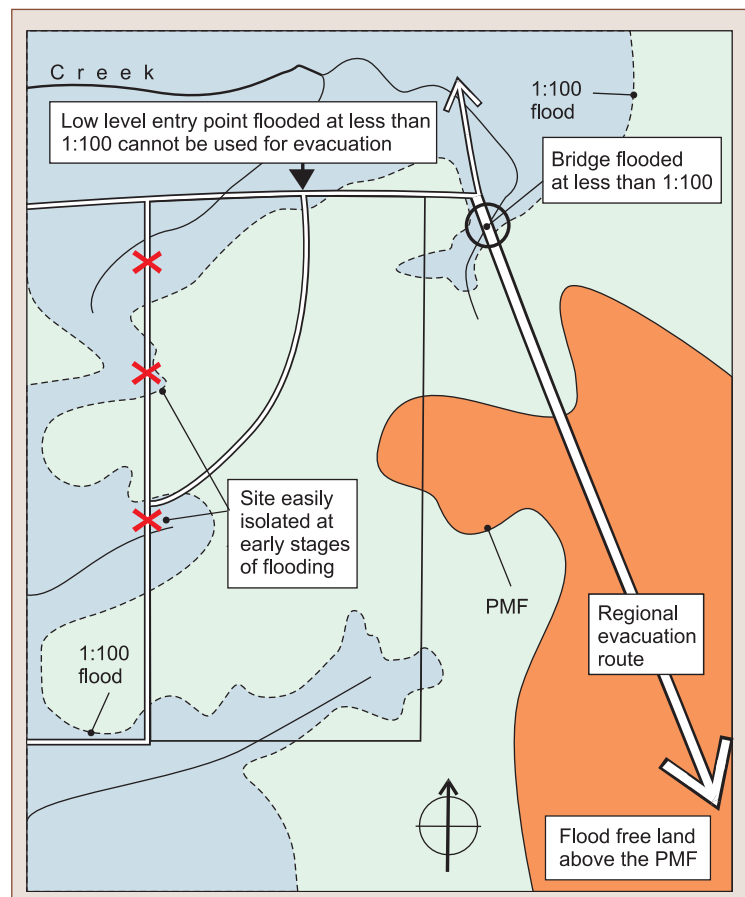 Creek
Low level entry point flooded at less than
1:100 cannot be used for evacuation
1:100
flood
Bridge flooded
at less than 1:100
Site easily
isolated at
early stages
of flooding
PMF
Regional
evacuation
route
1:100
flood
Flood free land
above the PMF